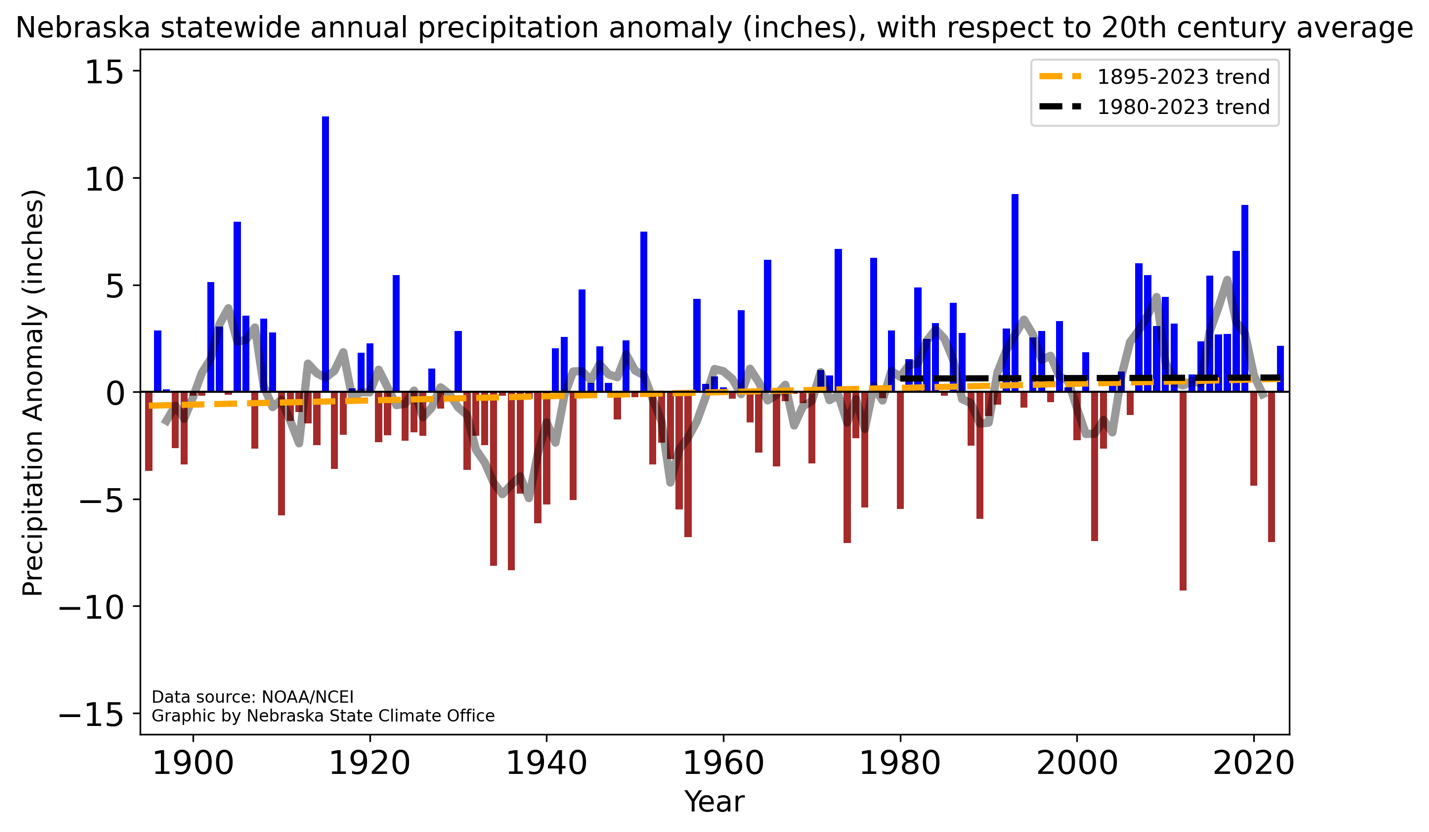 Nebraska statewide annual precipitation anomaly (inches), with respect to 20th century average
15
10
5
0
−5
−10
−15
Precipitation Anomaly (inches)
1895-2023 trend
1980-2023 trend
Data source: NOAA/NCEI
Graphic by Nebraska State Climate Office
1900 1920 1940 1960 1980 2000 2020
Year